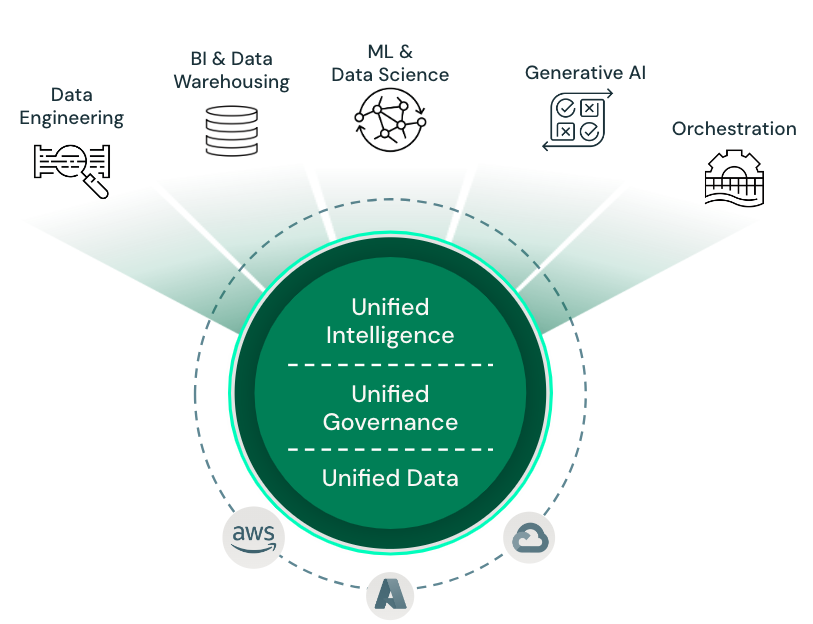 Data
Engineering
BI & Data
Warehousing
ML &
Data Science
Generative AI
Orchestration
Unified
Intelligence
Unified
Governance
Unified Data
aws